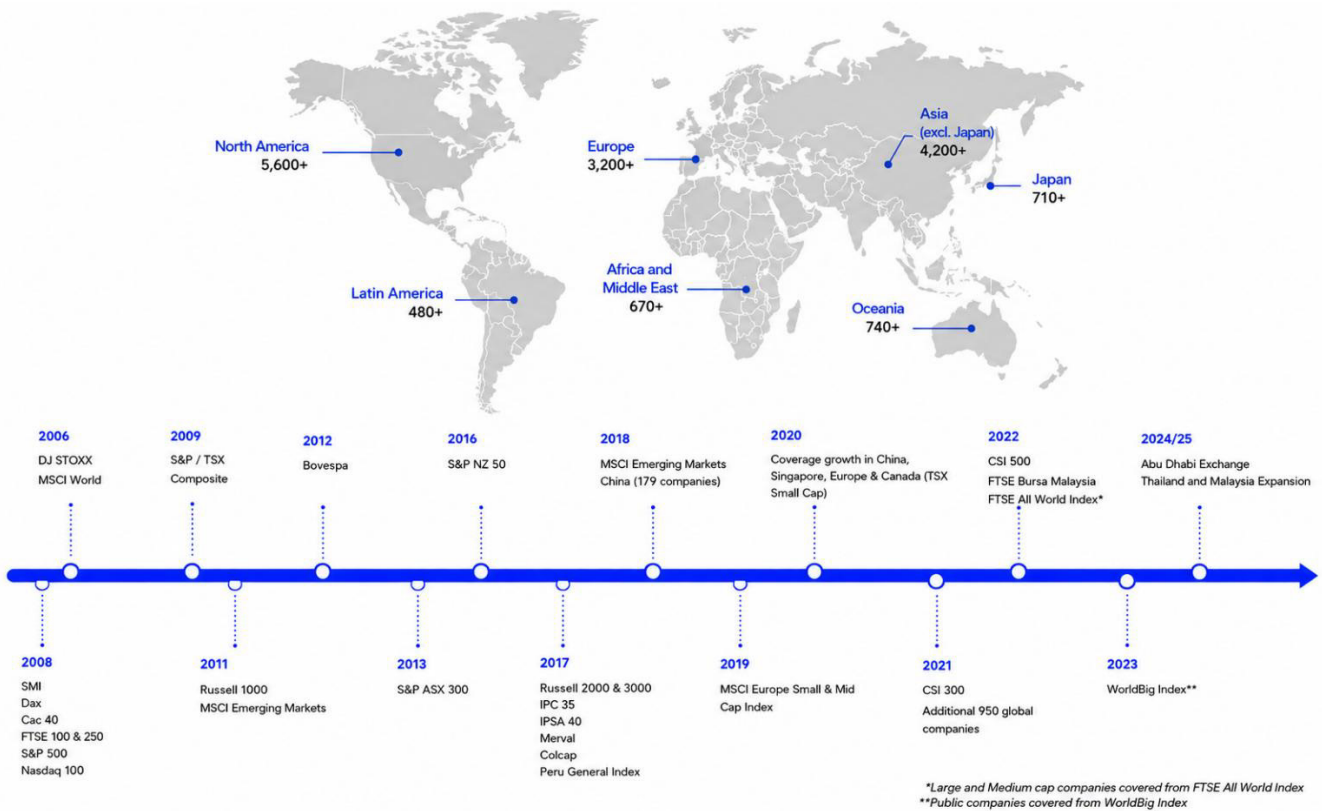 North America
5,600+
Europe
3,200+
Asia
(excl. Japan)
4,200+
Japan
710+
Latin America
480+
Africa and
Middle East
670+
Oceania
740+
2006
DJ STOXX
MSCI World
2009
S&P / TSX
Composite
2012
Bovespa
2016
S&P NZ 50
2018
MSCI Emerging Markets
China (179 companies)
2020
Coverage growth in China,
Singapore, Europe & Canada (TSX
Small Cap)
2022
CSI 500
FTSE Bursa Malaysia
FTSE All World Index*
2024/25
Abu Dhabi Exchange
Thailand and Malaysia Expansion
2008
SMI
Dax
Cac 40
FTSE 100 & 250
S&P 500
Nasdaq 100
2011
Russell 1000
MSCI Emerging Markets
2013
S&P ASX 300
2017
Russell 2000 & 3000
IPC 35
IPSA 40
Merval
Colcap
Peru General Index
2019
MSCI Europe Small & Mid
Cap Index
2021
CSI 300
Additional 950 global
companies
2023
WorldBig Index**
*Large and Medium cap companies covered from FTSE All World Index
**Public companies covered from WorldBig Index